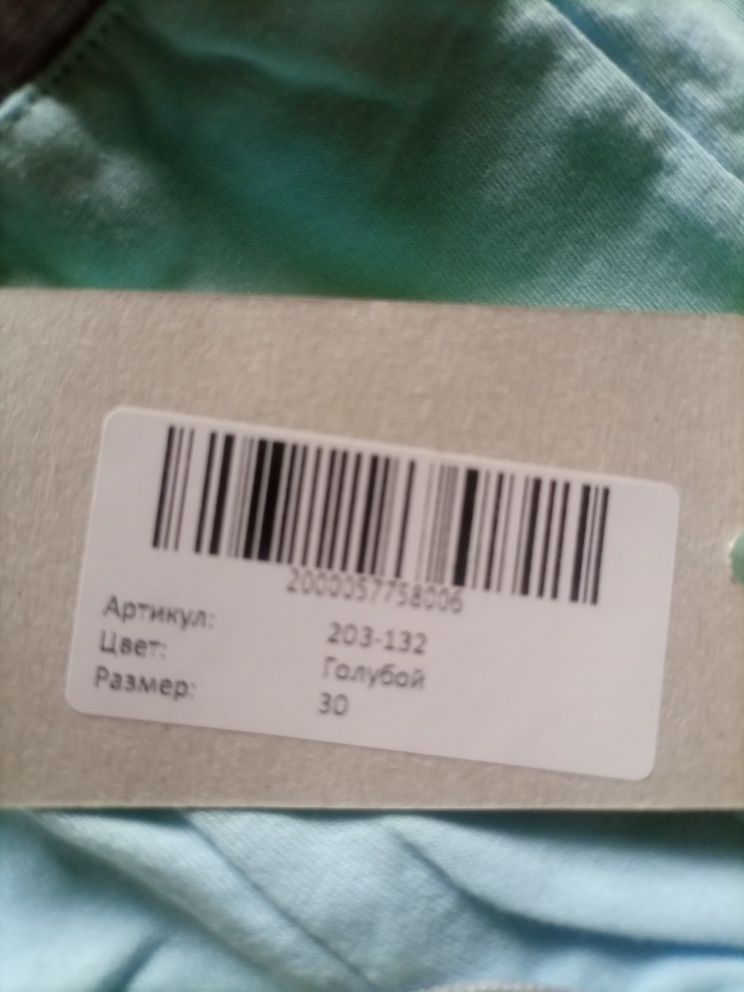 2000057758006
Артикул: 203-132
Цвет: Голубой
Размер: 30